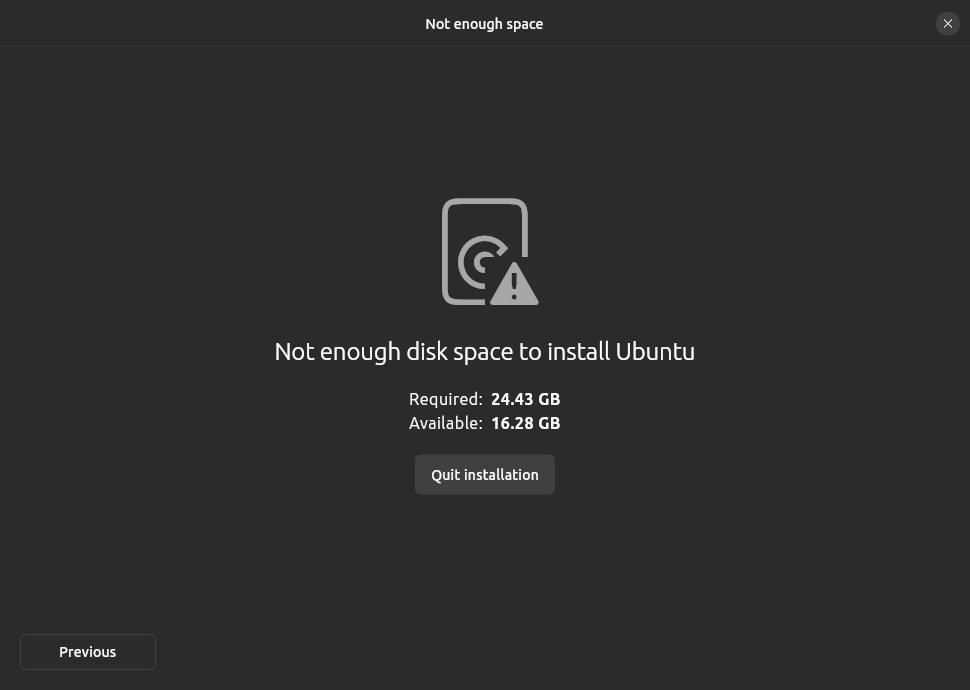 Not enough space
Not enough disk space to install Ubuntu
Required: 24.43 GB
Available: 16.28 GB
Quit installation
Previous